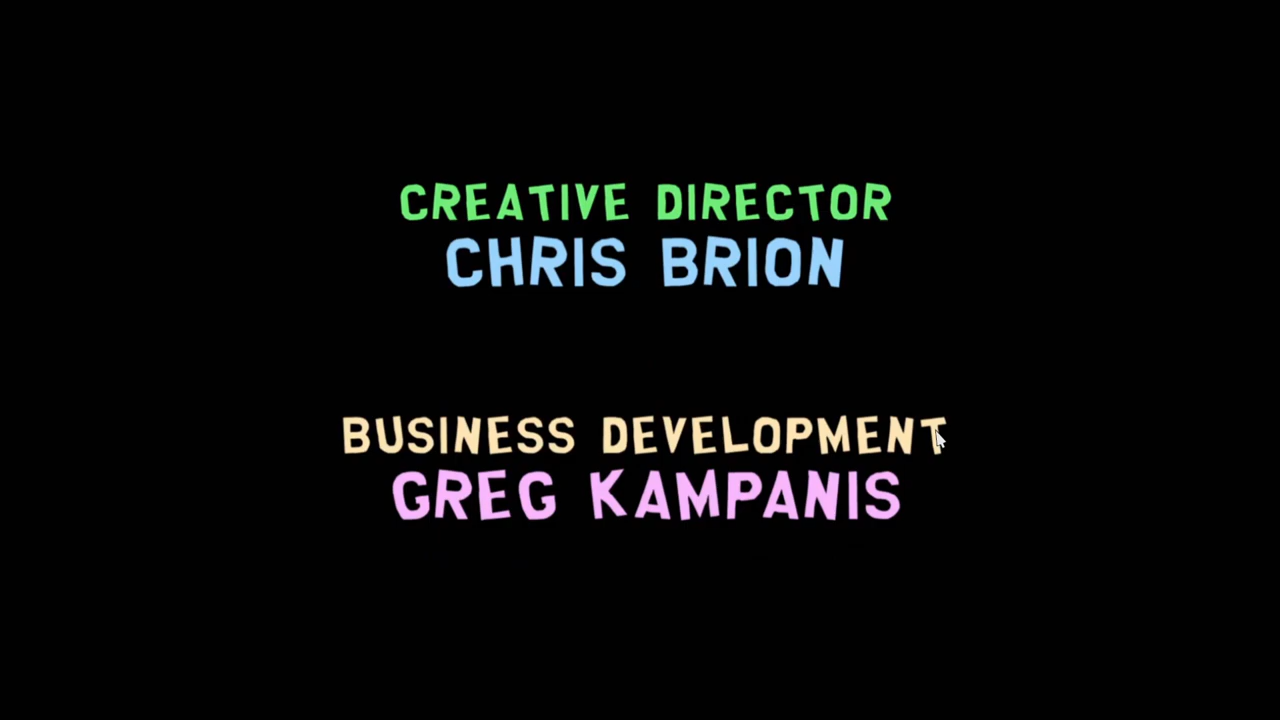 CREATIVE DIRECTOR
CHRIS BRION
BUSINESS DEVELOPMENT
GREG KAMPANIS